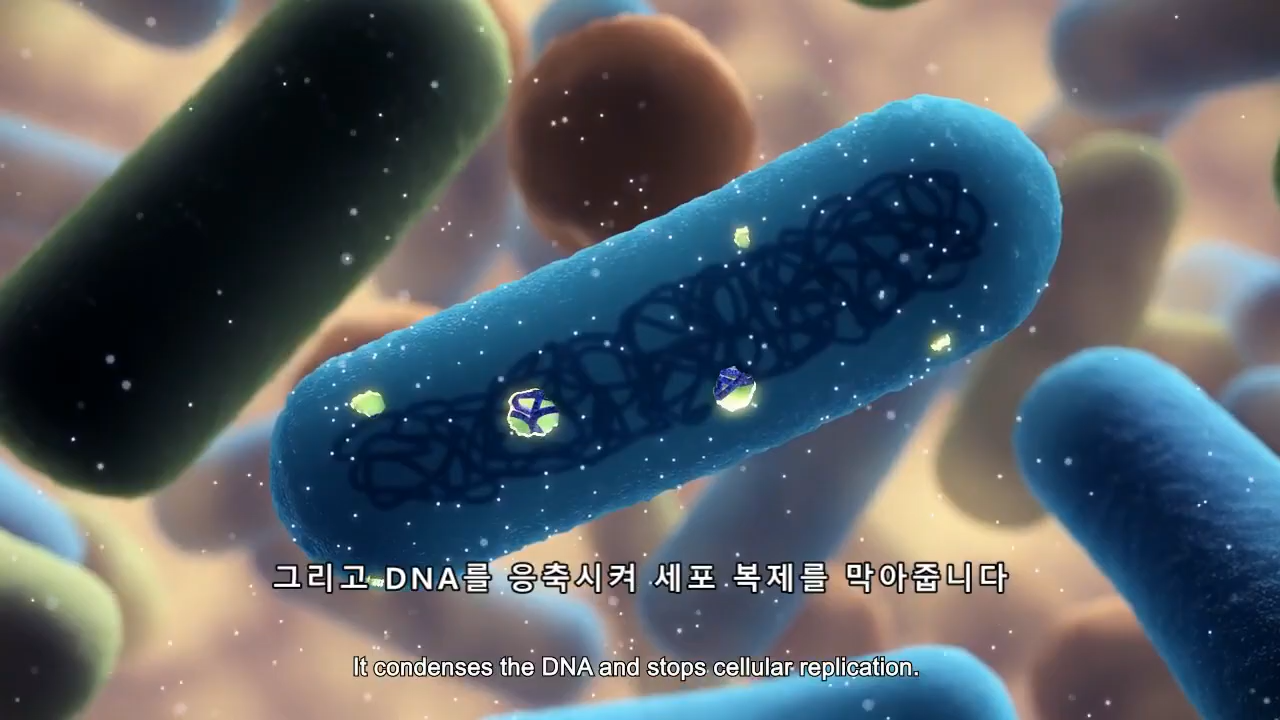 그리고 DNA를 응축시켜 세포 복제를 막아줍니다
It condenses the DNA and stops cellular replication.